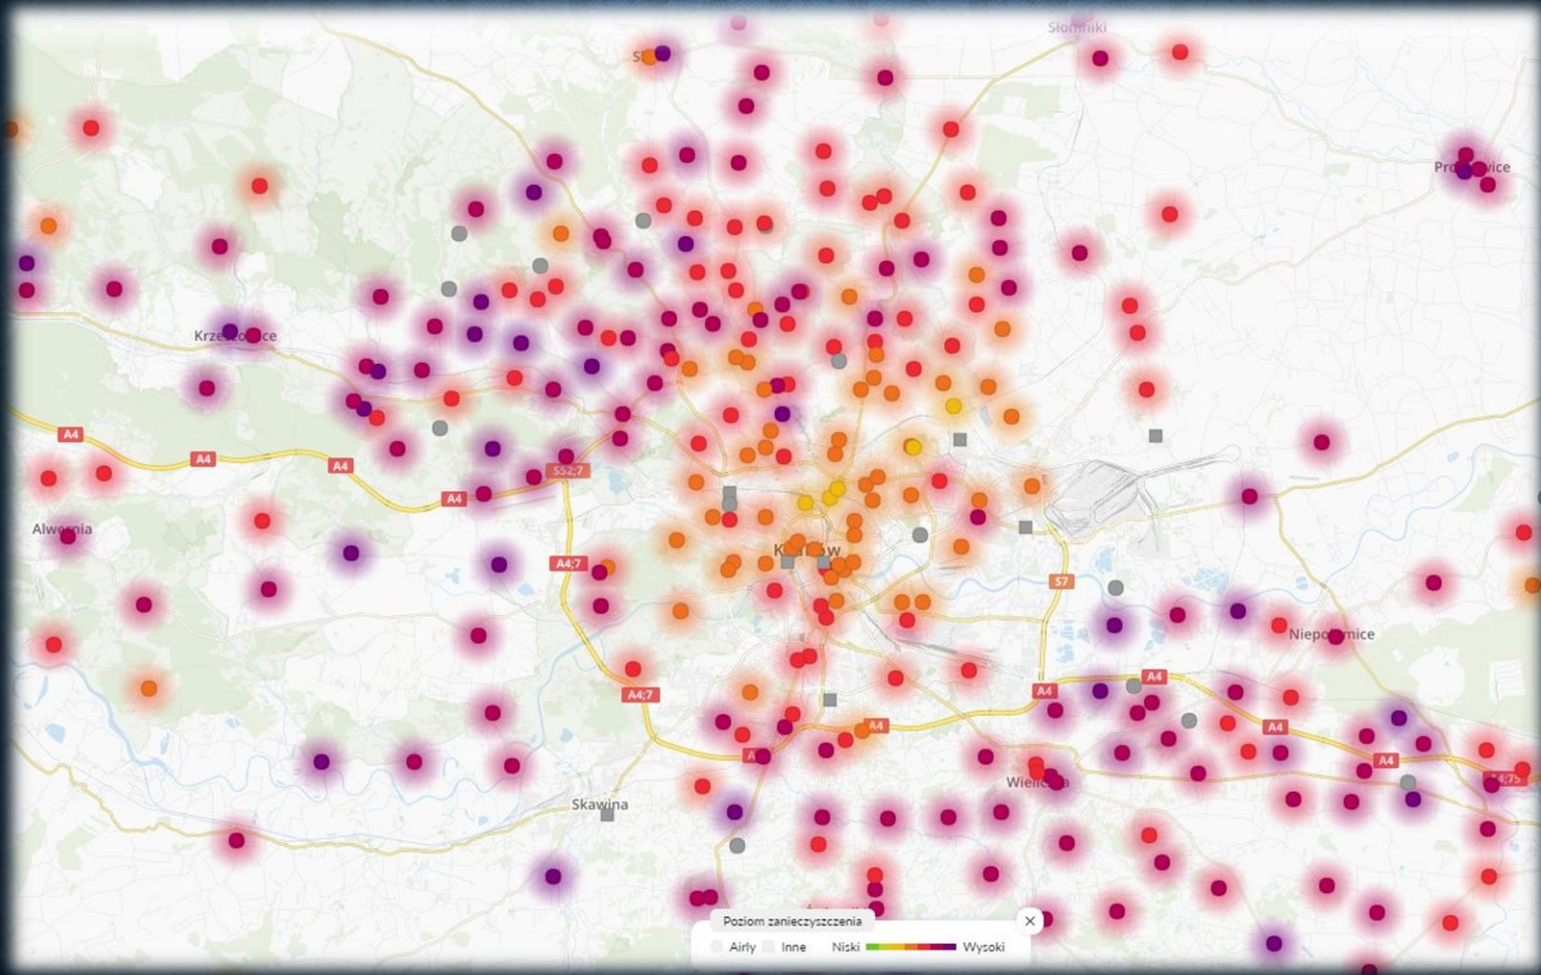 Słomniki
A4
A4
A4
A4
S52;7
Krzeszowice
Alwernia
A4;7
Kraków
S7
Niepołomice
A4;7
A4
A4
A4
A4
A4
Skawina
Wieliczka
Poziom zanieczyszczenia
Airly
Inne
Niski
Wysoki